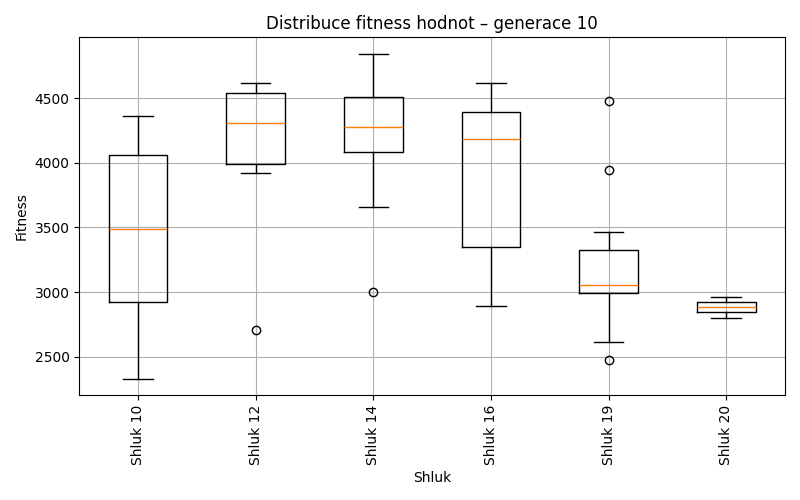 Distribuce fitness hodnot – generace 10
Fitness
4500
4000
3500
3000
2500
Shluk 10
Shluk 12
Shluk 14
Shluk 16
Shluk 19
Shluk 20
Shluk